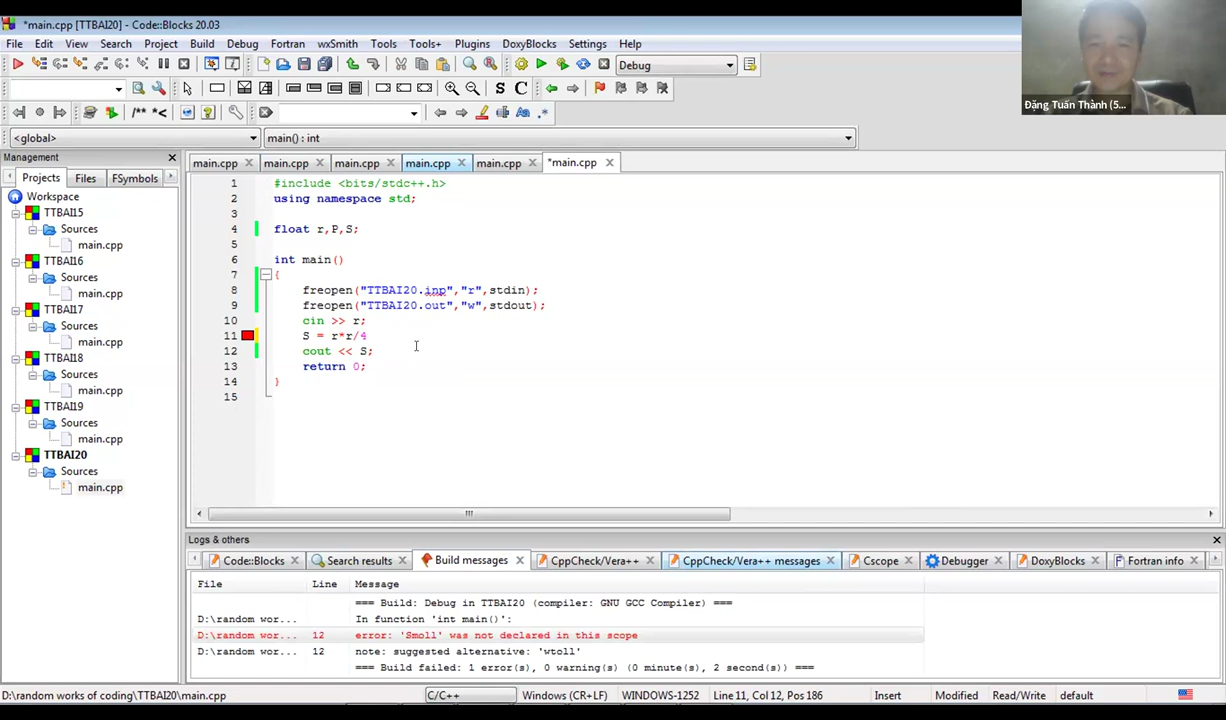 *main.cpp [TTBAI20] - Code::Blocks 20.03
File Edit View Search Project Build Debug Fortran wxSmith Tools Tools+ Plugins DoxyBlocks Settings Help
Debug
S C
/** *< Aa .*
<global> main() : int
Đặng Tuấn Thành (5...
Management
Projects Files FSymbols
Workspace
TTBAI15
Sources
main.cpp
TTBAI16
Sources
main.cpp
TTBAI17
Sources
main.cpp
TTBAI18
Sources
main.cpp
TTBAI19
Sources
main.cpp
TTBAI20
Sources
main.cpp
main.cpp main.cpp main.cpp main.cpp main.cpp *main.cpp
1 #include <bits/stdc++.h>
2 using namespace std;
3
4 float r,P,S;
5
6 int main()
7 {
8 freopen("TTBAI20.inp","r",stdin);
9 freopen("TTBAI20.out","w",stdout);
10 cin >> r;
11 S = r*r/4
12 cout << S;
13 return 0;
14 }
15
Logs & others
Code::Blocks Search results Build messages CppCheck/Vera++ CppCheck/Vera++ messages Cscope Debugger DoxyBlocks Fortran info
File Line Message
=== Build: Debug in TTBAI20 (compiler: GNU GCC Compiler) ===
D:\random wor... In function 'int main()':
D:\random wor... 12 error: 'Smoll' was not declared in this scope
D:\random wor... 12 note: suggested alternative: 'wtoll'
=== Build failed: 1 error(s), 0 warning(s) (0 minute(s), 2 second(s)) ===
D:\random works of coding\TTBAI20\main.cpp C/C++ Windows (CR+LF) WINDOWS-1252 Line 11, Col 12, Pos 186 Insert Modified Read/Write default